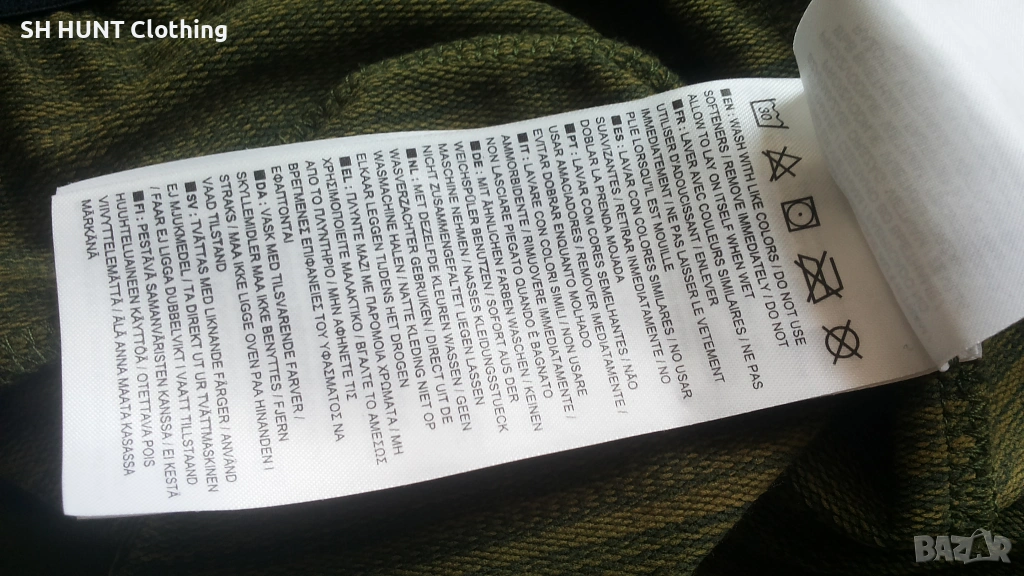 SH HUNT Clothing
30
■EN: WASH WITH LIKE COLORS / DO NOT USE
SOFTENERS / REMOVE IMMEDIATELY / DO NOT
ALLOW TO LAY ON ITSELF WHEN WET
■FR: LAVER AVEC COULEURS SIMILAIRES / NE PAS
UTILISER D'ADOUCISSANT / ENLEVER
IMMEDIATEMENT / NE PAS LAISSER LE VETEMENT
PLIE LORSQU'IL EST MOUILLE
■ES: LAVAR CON COLORES SIMILARES / NO USAR
SUAVIZANTES / RETIRAR INMEDIATAMENTE / NO
DOBLAR LA PRENDA MOJADA
■PT: LAVAR COM CORES SEMELHANTES / NÃO
USAR AMACIADORES / REMOVER IMEDIATAMENTE /
EVITAR DOBRAR ENQUANTO MOLHADO
■IT: LAVARE CON COLORI SIMILI / NON USARE
AMMORBIDENTE / RIMUOVERE IMMEDIATAMENTE /
NON LASCIARE PIEGATO QUANDO E' BAGNATO
■DE: MIT ÄHNLICHEN FARBEN WASCHEN / KEINEN
WEICHSPÜLER BENUTZEN / SOFORT AUS DER
MASCHINE NEHMEN / NASSES KLEIDUNGSSTUECK
NICHT ZUSAMMENGEFALTET LIEGEN LASSEN
■NL: MET DEZELFDE KLEUREN WASSEN / GEEN
WASVERZACHTER GEBRUIKEN / DIRECT UIT DE
WASMACHINE HALEN / NATTE KLEDING NIET OP
ELKAAR LEGGEN TIJDENS HET DROGEN
■EL: ΠΛΥΝΤΕ ΜΑΖΙ ΜΕ ΠΑΡΟΜΟΙΑ ΧΡΩΜΑΤΑ / ΜΗ
ΧΡΗΣΙΜΟΠΟΙΕΙΤΕ ΜΑΛΑΚΤΙΚΟ / ΒΓΑΛΤΕ ΤΟ ΑΜΕΣΩΣ
ΑΠΟ ΤΟ ΠΛΥΝΤΗΡΙΟ / ΜΗΝ ΑΦΗΝΕΤΕ ΤΙΣ
ΒΡΕΓΜΕΝΕΣ ΕΠΙΦΑΝΕΙΕΣ ΤΟΥ ΥΦΑΣΜΑΤΟΣ ΝΑ
ΕΦΑΠΤΟΝΤΑΙ
■DA: VASK MED TILSVARENDE FARVER /
SKYLLEMIDLER MAA IKKE BENYTTES / FJERN
STRAKS / MAA IKKE LIGGE OVEN PAA HINANDEN I
VAAD TILSTAND
■SV: TVÄTTAS MED LIKNANDE FÄRGER / ANVÄND
EJ MJUKMEDEL / TA DIREKT UT UR TVÄTTMASKINEN
/ FAAR EJ LIGGA DUBBELVIKT I VAATT TILLSTAAND
■FI: PESTÄVÄ SAMANVÄRISTEN KANSSA / EI KESTÄ
HUUHTELUAINEEN KÄYTTÖÄ / OTETTAVA POIS
VIIVYTTELEMÄTTÄ / ÄLÄ ANNA MAATA KASASSA
MÄRKÄNÄ
BAZAR